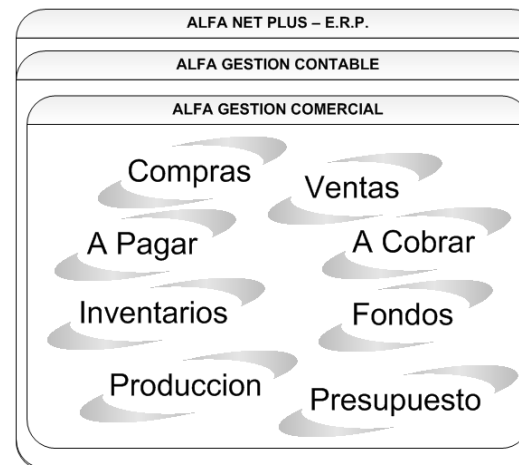 ALFA NET PLUS – E.R.P.
ALFA GESTION CONTABLE
ALFA GESTION COMERCIAL
Compras
Ventas
A Pagar
A Cobrar
Inventarios
Fondos
Produccion
Presupuesto